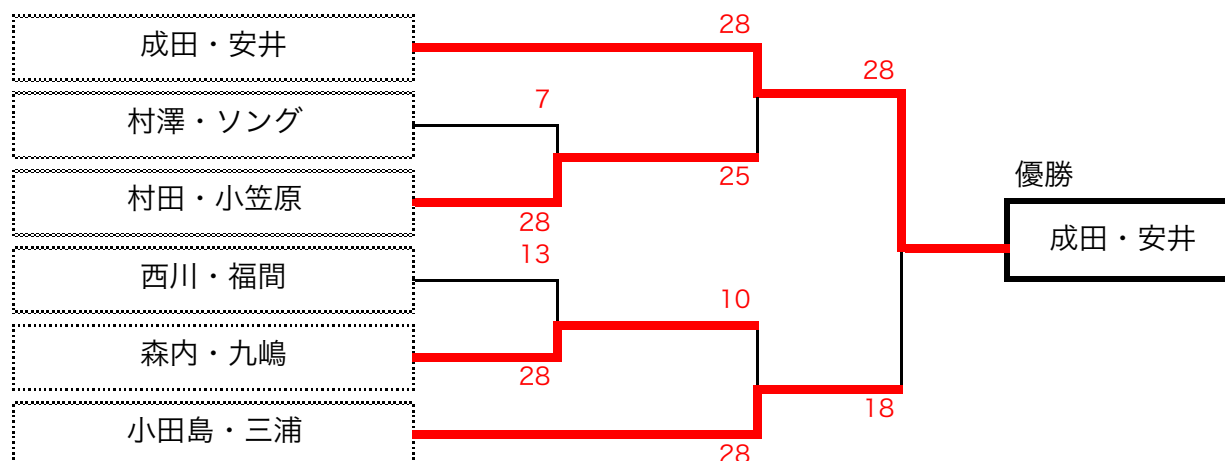 28
成田・安井
28
7
村澤・ソング
25
優勝
村田・小笠原
28
成田・安井
13
西川・福間
10
森内・九嶋
28
18
小田島・三浦
28